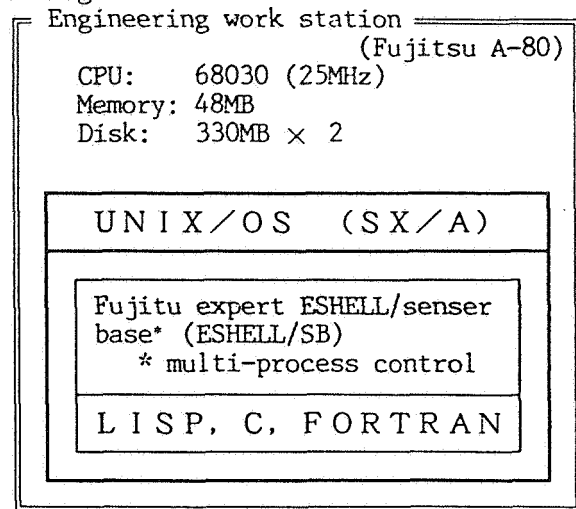 Engineering work station
(Fujitsu A-80)
CPU: 68030 (25MHz)
Memory: 48MB
Disk: 330MB × 2
UNIX/OS (SX/A)
Fujitu expert ESHELL/senser
base* (ESHELL/SB)
* multi-process control
LISP, C, FORTRAN